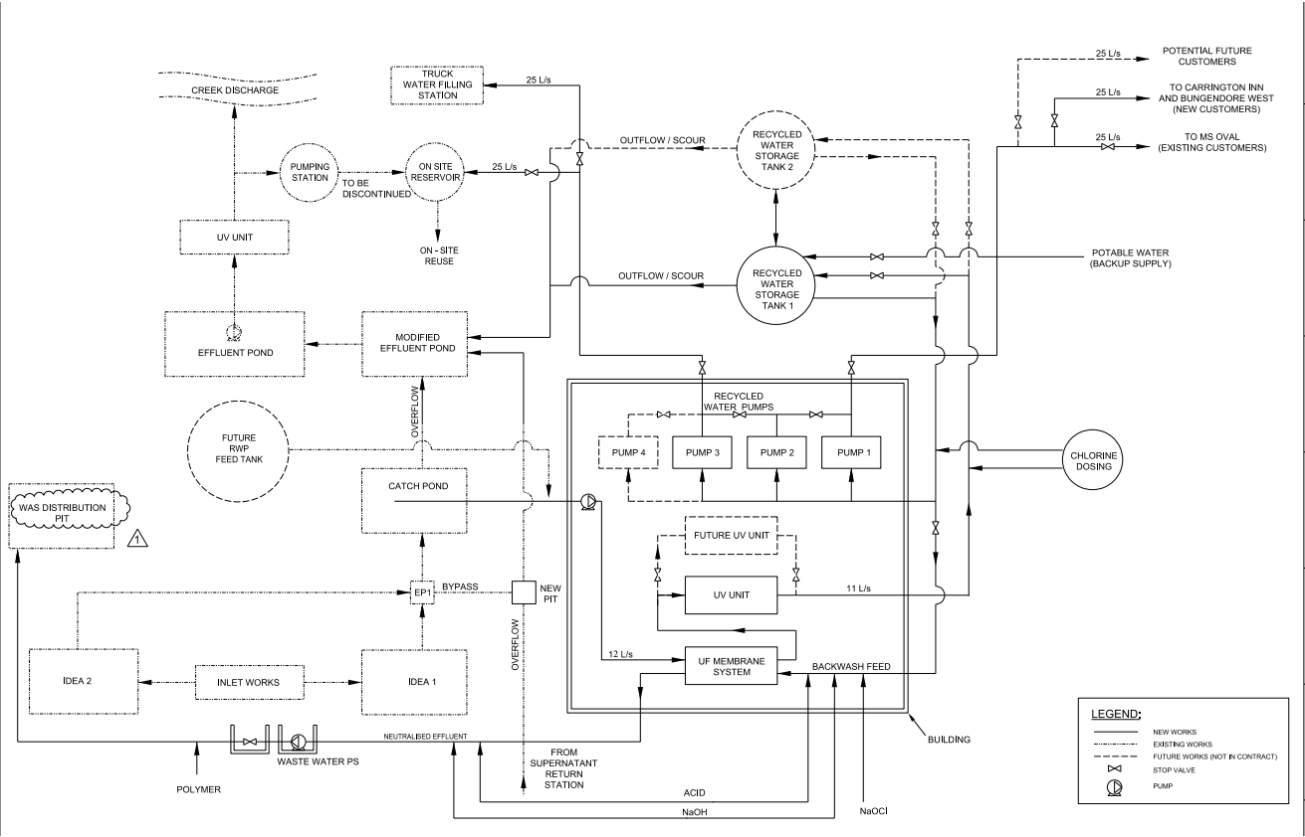 CREEK DISCHARGE
TRUCK
WATER FILLING
STATION
25 L/s
25 L/s
POTENTIAL FUTURE
CUSTOMERS
25 L/s
TO CARRINGTON INN
AND BUNGENDORE WEST
(NEW CUSTOMERS)
25 L/s
TO MS OVAL
(EXISTING CUSTOMERS)
PUMPING
STATION
TO BE
DISCONTINUED
ON SITE
RESERVOIR
25 L/s
OUTFLOW / SCOUR
RECYCLED
WATER
STORAGE
TANK 2
UV UNIT
ON - SITE
REUSE
OUTFLOW / SCOUR
RECYCLED
WATER
STORAGE
TANK 1
POTABLE WATER
(BACKUP SUPPLY)
EFFLUENT POND
MODIFIED
EFFLUENT POND
OVERFLOW
RECYCLED
WATER PUMPS
FUTURE
RWP
FEED TANK
PUMP 4
PUMP 3
PUMP 2
PUMP 1
CHLORINE
DOSING
CATCH POND
WAS DISTRIBUTION
PIT
1
FUTURE UV UNIT
EP1
BYPASS
NEW
PIT
UV UNIT
11 L/s
OVERFLOW
12 L/s
UF MEMBRANE
SYSTEM
BACKWASH FEED
IDEA 2
INLET WORKS
IDEA 1
NEUTRALISED EFFLUENT
WASTE WATER PS
POLYMER
FROM
SUPERNATANT
RETURN
STATION
BUILDING
ACID
NaOH
NaOCl
LEGEND:
NEW WORKS
EXISTING WORKS
FUTURE WORKS (NOT IN CONTRACT)
STOP VALVE
PUMP